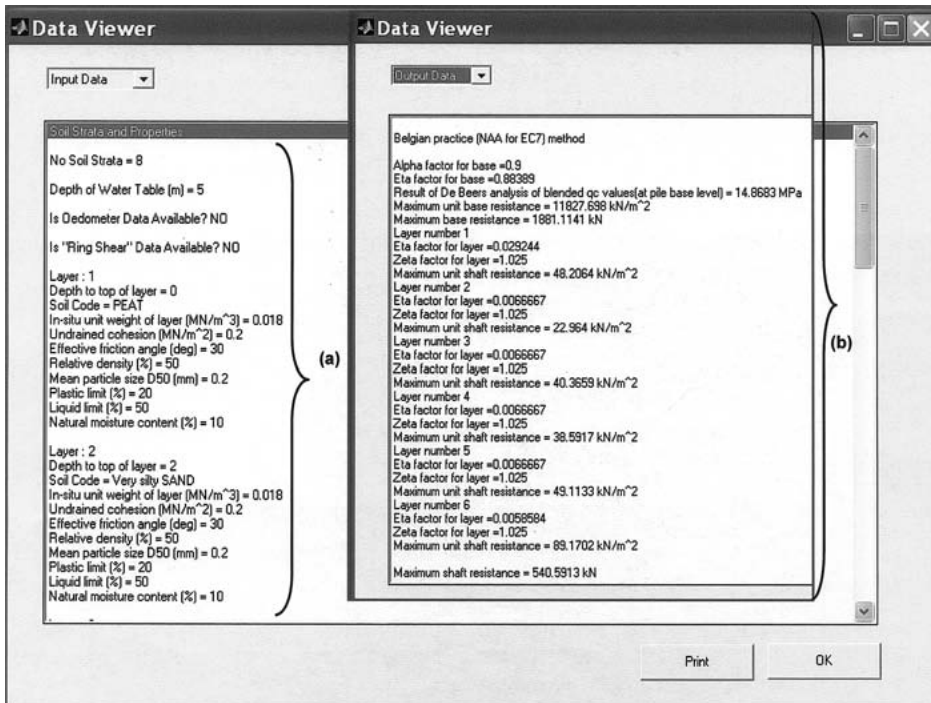 Data Viewer
Input Data
Soil Strata and Properties
No Soil Strata = 8
Depth of Water Table (m) = 5
Is Oedometer Data Available? NO
Is "Ring Shear" Data Available? NO
Layer : 1
Depth to top of layer = 0
Soil Code = PEAT
In-situ unit weight of layer (MN/m^3) = 0.018
Undrained cohesion (MN/m^2) = 0.2
Effective friction angle (deg) = 30
Relative density (%) = 50
Mean particle size D50 (mm) = 0.2
Plastic limit (%) = 20
Liquid limit (%) = 50
Natural moisture content (%) = 10
Layer : 2
Depth to top of layer = 2
Soil Code = Very silty SAND
In-situ unit weight of layer (MN/m^3) = 0.018
Undrained cohesion (MN/m^2) = 0.2
Effective friction angle (deg) = 30
Relative density (%) = 50
Mean particle size D50 (mm) = 0.2
Plastic limit (%) = 20
Liquid limit (%) = 50
Natural moisture content (%) = 10
(a)
Data Viewer
Output Data
Belgian practice (NAA for EC7) method
Alpha factor for base =0.9
Eta factor for base =0.88389
Result of De Beers analysis of blended qc values(at pile base level) = 14.8683 MPa
Maximum unit base resistance = 11827.698 kN/m^2
Maximum base resistance = 1881.1141 kN
Layer number 1
Eta factor for layer =0.029244
Zeta factor for layer =1.025
Maximum unit shaft resistance = 48.2064 kN/m^2
Layer number 2
Eta factor for layer =0.0066667
Zeta factor for layer =1.025
Maximum unit shaft resistance = 22.964 kN/m^2
Layer number 3
Eta factor for layer =0.0066667
Zeta factor for layer =1.025
Maximum unit shaft resistance = 40.3659 kN/m^2
Layer number 4
Eta factor for layer =0.0066667
Zeta factor for layer =1.025
Maximum unit shaft resistance = 38.5917 kN/m^2
Layer number 5
Eta factor for layer =0.0066667
Zeta factor for layer =1.025
Maximum unit shaft resistance = 49.1133 kN/m^2
Layer number 6
Eta factor for layer =0.0058584
Zeta factor for layer =1.025
Maximum unit shaft resistance = 89.1702 kN/m^2
Maximum shaft resistance = 540.5913 kN
(b)
Print
OK